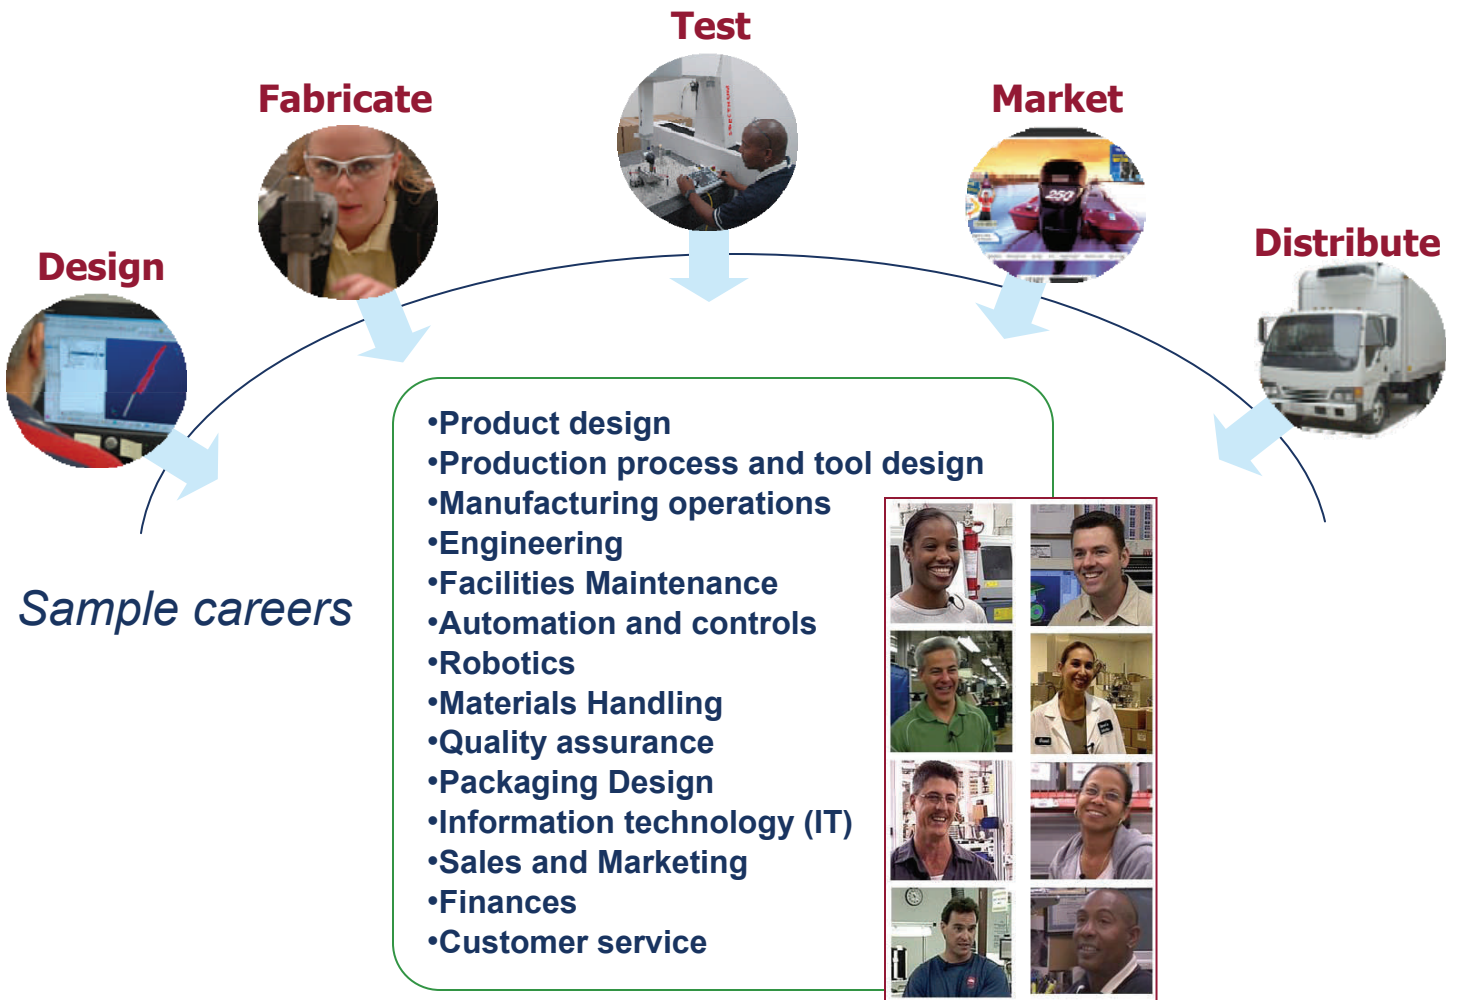 Test
Fabricate
Market
Design
Distribute
•Product design
•Production process and tool design
•Manufacturing operations
•Engineering
•Facilities Maintenance
•Automation and controls
•Robotics
•Materials Handling
•Quality assurance
•Packaging Design
•Information technology (IT)
•Sales and Marketing
•Finances
•Customer service
Sample careers
250